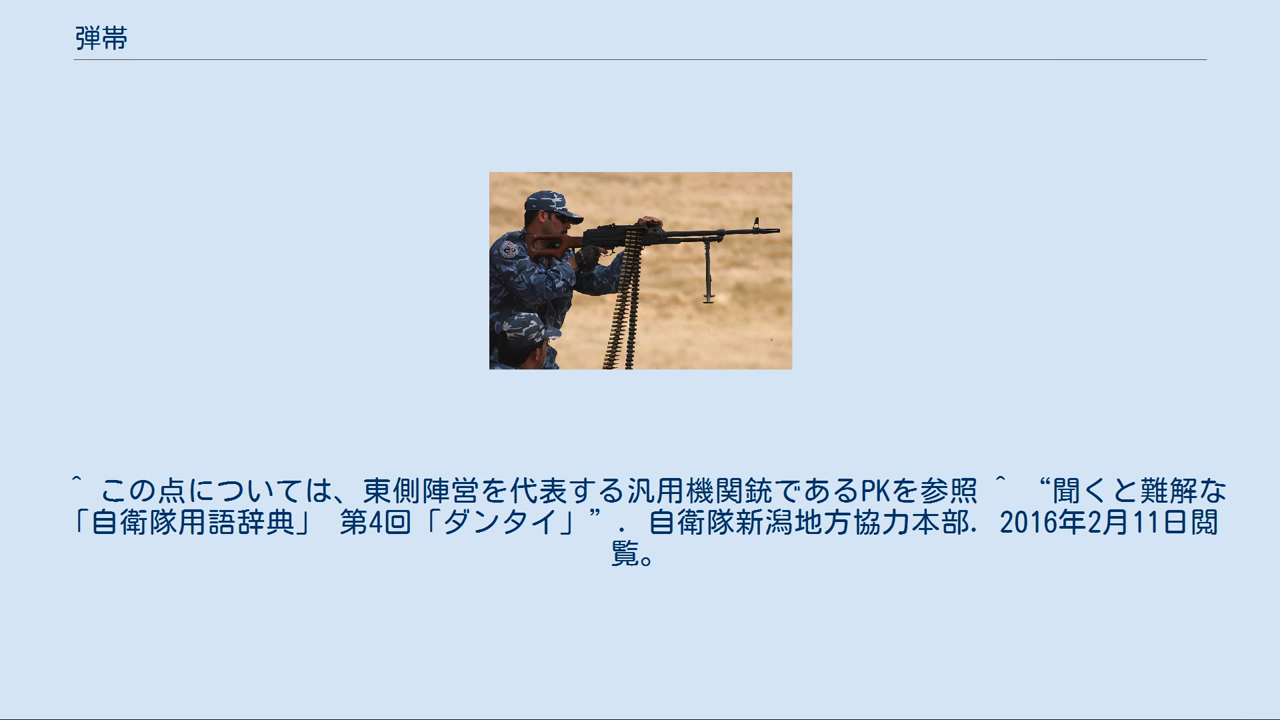 弾帯
^ この点については、東側陣営を代表する汎用機関銃であるPKを参照 ^ “聞くと難解な
「自衛隊用語辞典」 第4回「ダンタイ」”. 自衛隊新潟地方協力本部. 2016年2月11日閲
覧。